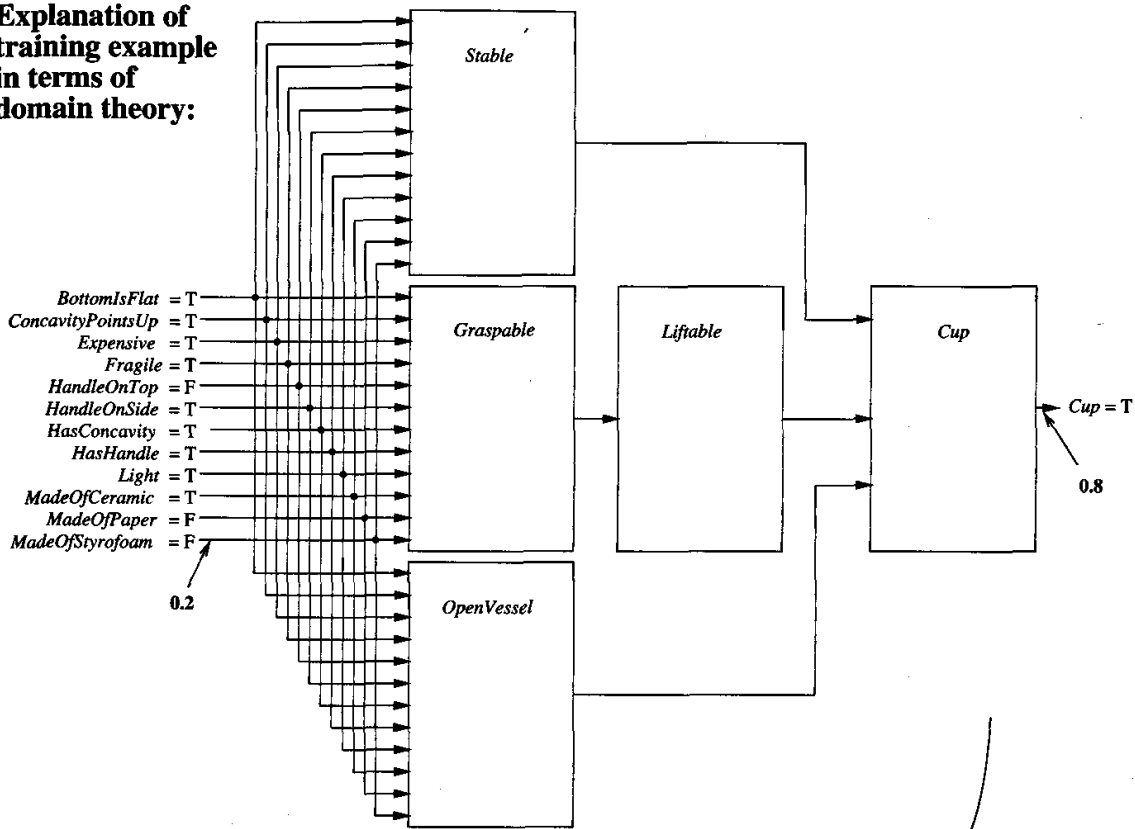 Explanation of
training example
in terms of
domain theory:
Stable
BottomIsFlat = T
ConcavityPointsUp = T
Expensive = T
Fragile = T
HandleOnTop = F
HandleOnSide = T
HasConcavity = T
HasHandle = T
Light = T
MadeOfCeramic = T
MadeOfPaper = F
MadeOfStyrofoam = F
0.2
Graspable
Liftable
Cup
Cup = T
0.8
OpenVessel